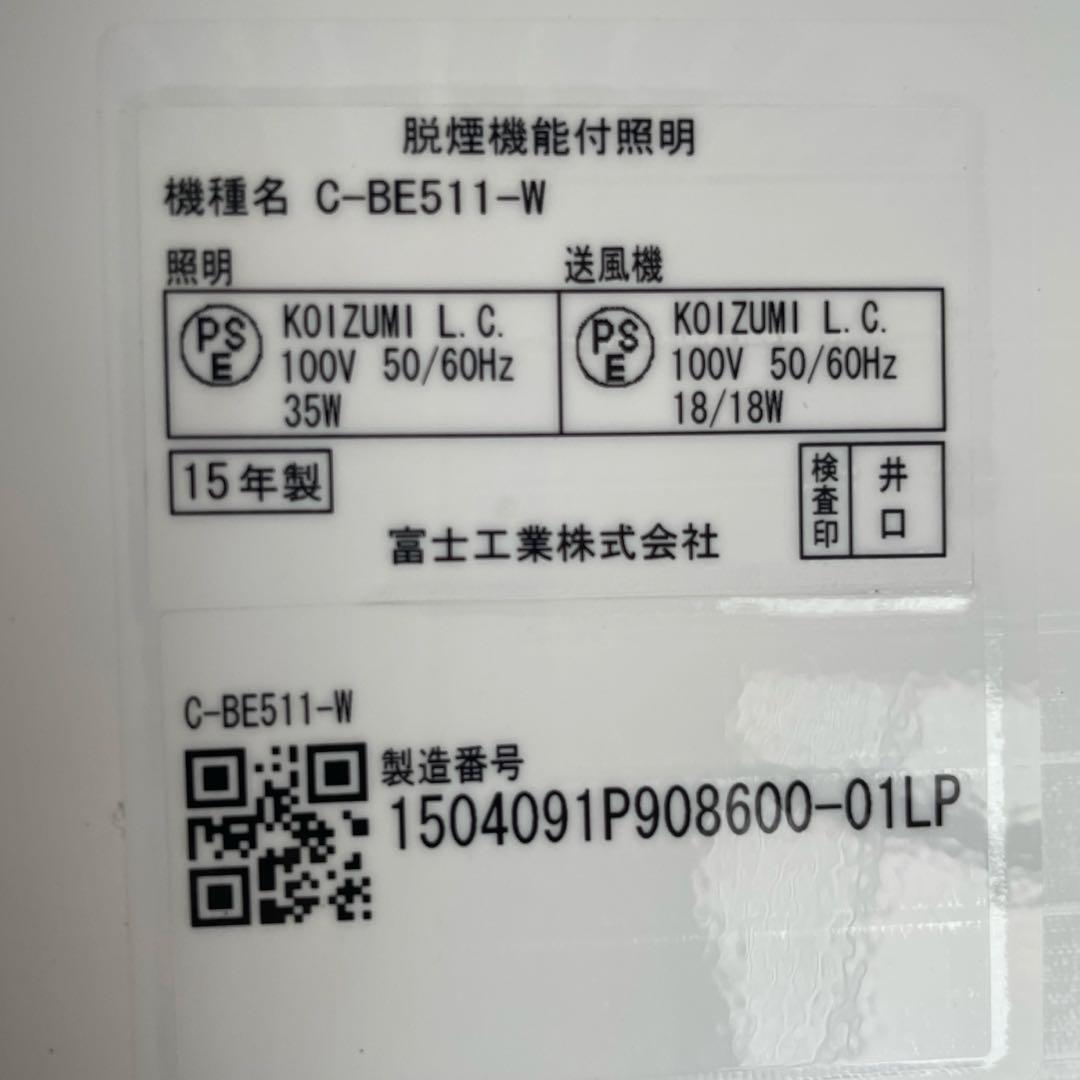 脱煙機能付照明
機種名 C-BE511-W
照明
PSE KOIZUMI L.C.
100V 50/60Hz
35W
送風機
PSE KOIZUMI L.C.
100V 50/60Hz
18/18W
15年製
検査印 井口
富士工業株式会社
C-BE511-W
製造番号
1504091P908600-01LP